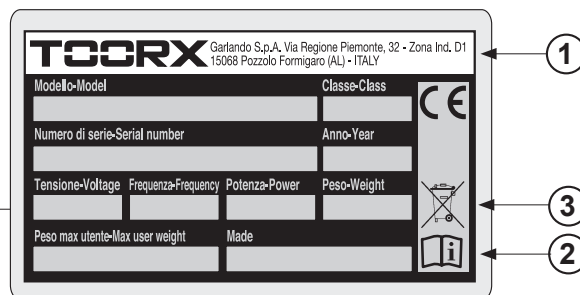 TOORX Garlando S.p.A. Via Regione Piemonte, 32 - Zona Ind. D1
15068 Pozzolo Formigaro (AL) - ITALY
1
Modello-Model Classe-Class
CE
Numero di serie-Serial number Anno-Year
Tensione-Voltage Frequenza-Frequency Potenza-Power Peso-Weight
3
Peso max utente-Max user weight Made
i
2